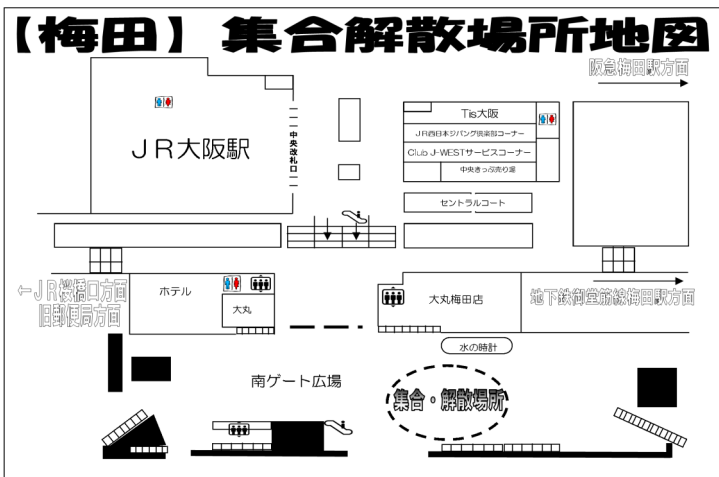 【梅田】集合解散場所地図
阪急梅田駅方面
JR大阪駅
中央改札口
Tis大阪
JR西日本ジパング倶楽部コーナー
Club J-WESTサービスコーナー
中央きっぷ売り場
セントラルコート
←JR桜橋口方面
旧郵便局方面
ホテル
大丸
大丸梅田店
地下鉄御堂筋線梅田駅方面
水の時計
南ゲート広場
集合・解散場所